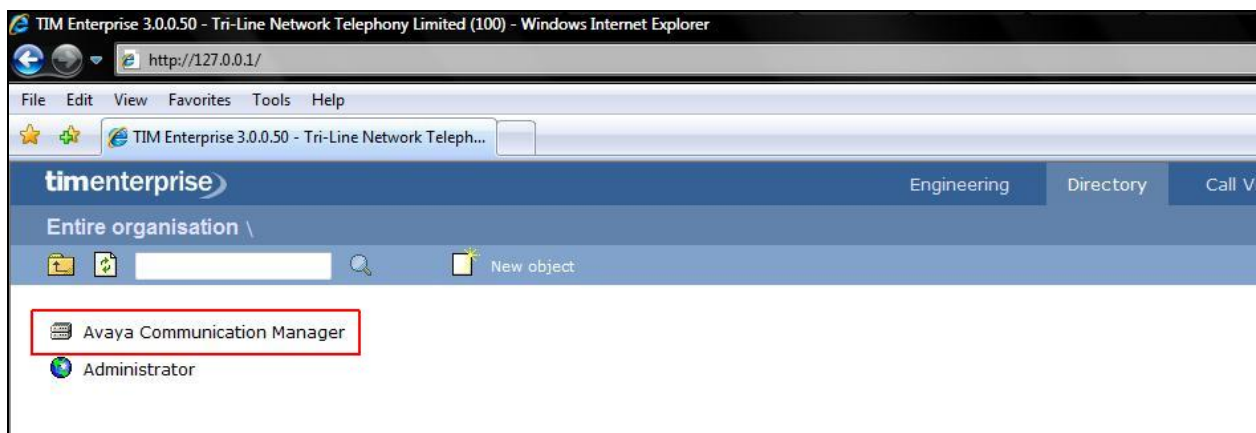 TIM Enterprise 3.0.0.50 - Tri-Line Network Telephony Limited (100) - Windows Internet Explorer
http://127.0.0.1/
File Edit View Favorites Tools Help
TIM Enterprise 3.0.0.50 - Tri-Line Network Teleph...
timenterprise
Engineering Directory Call V
Entire organisation \
New object
Avaya Communication Manager
Administrator